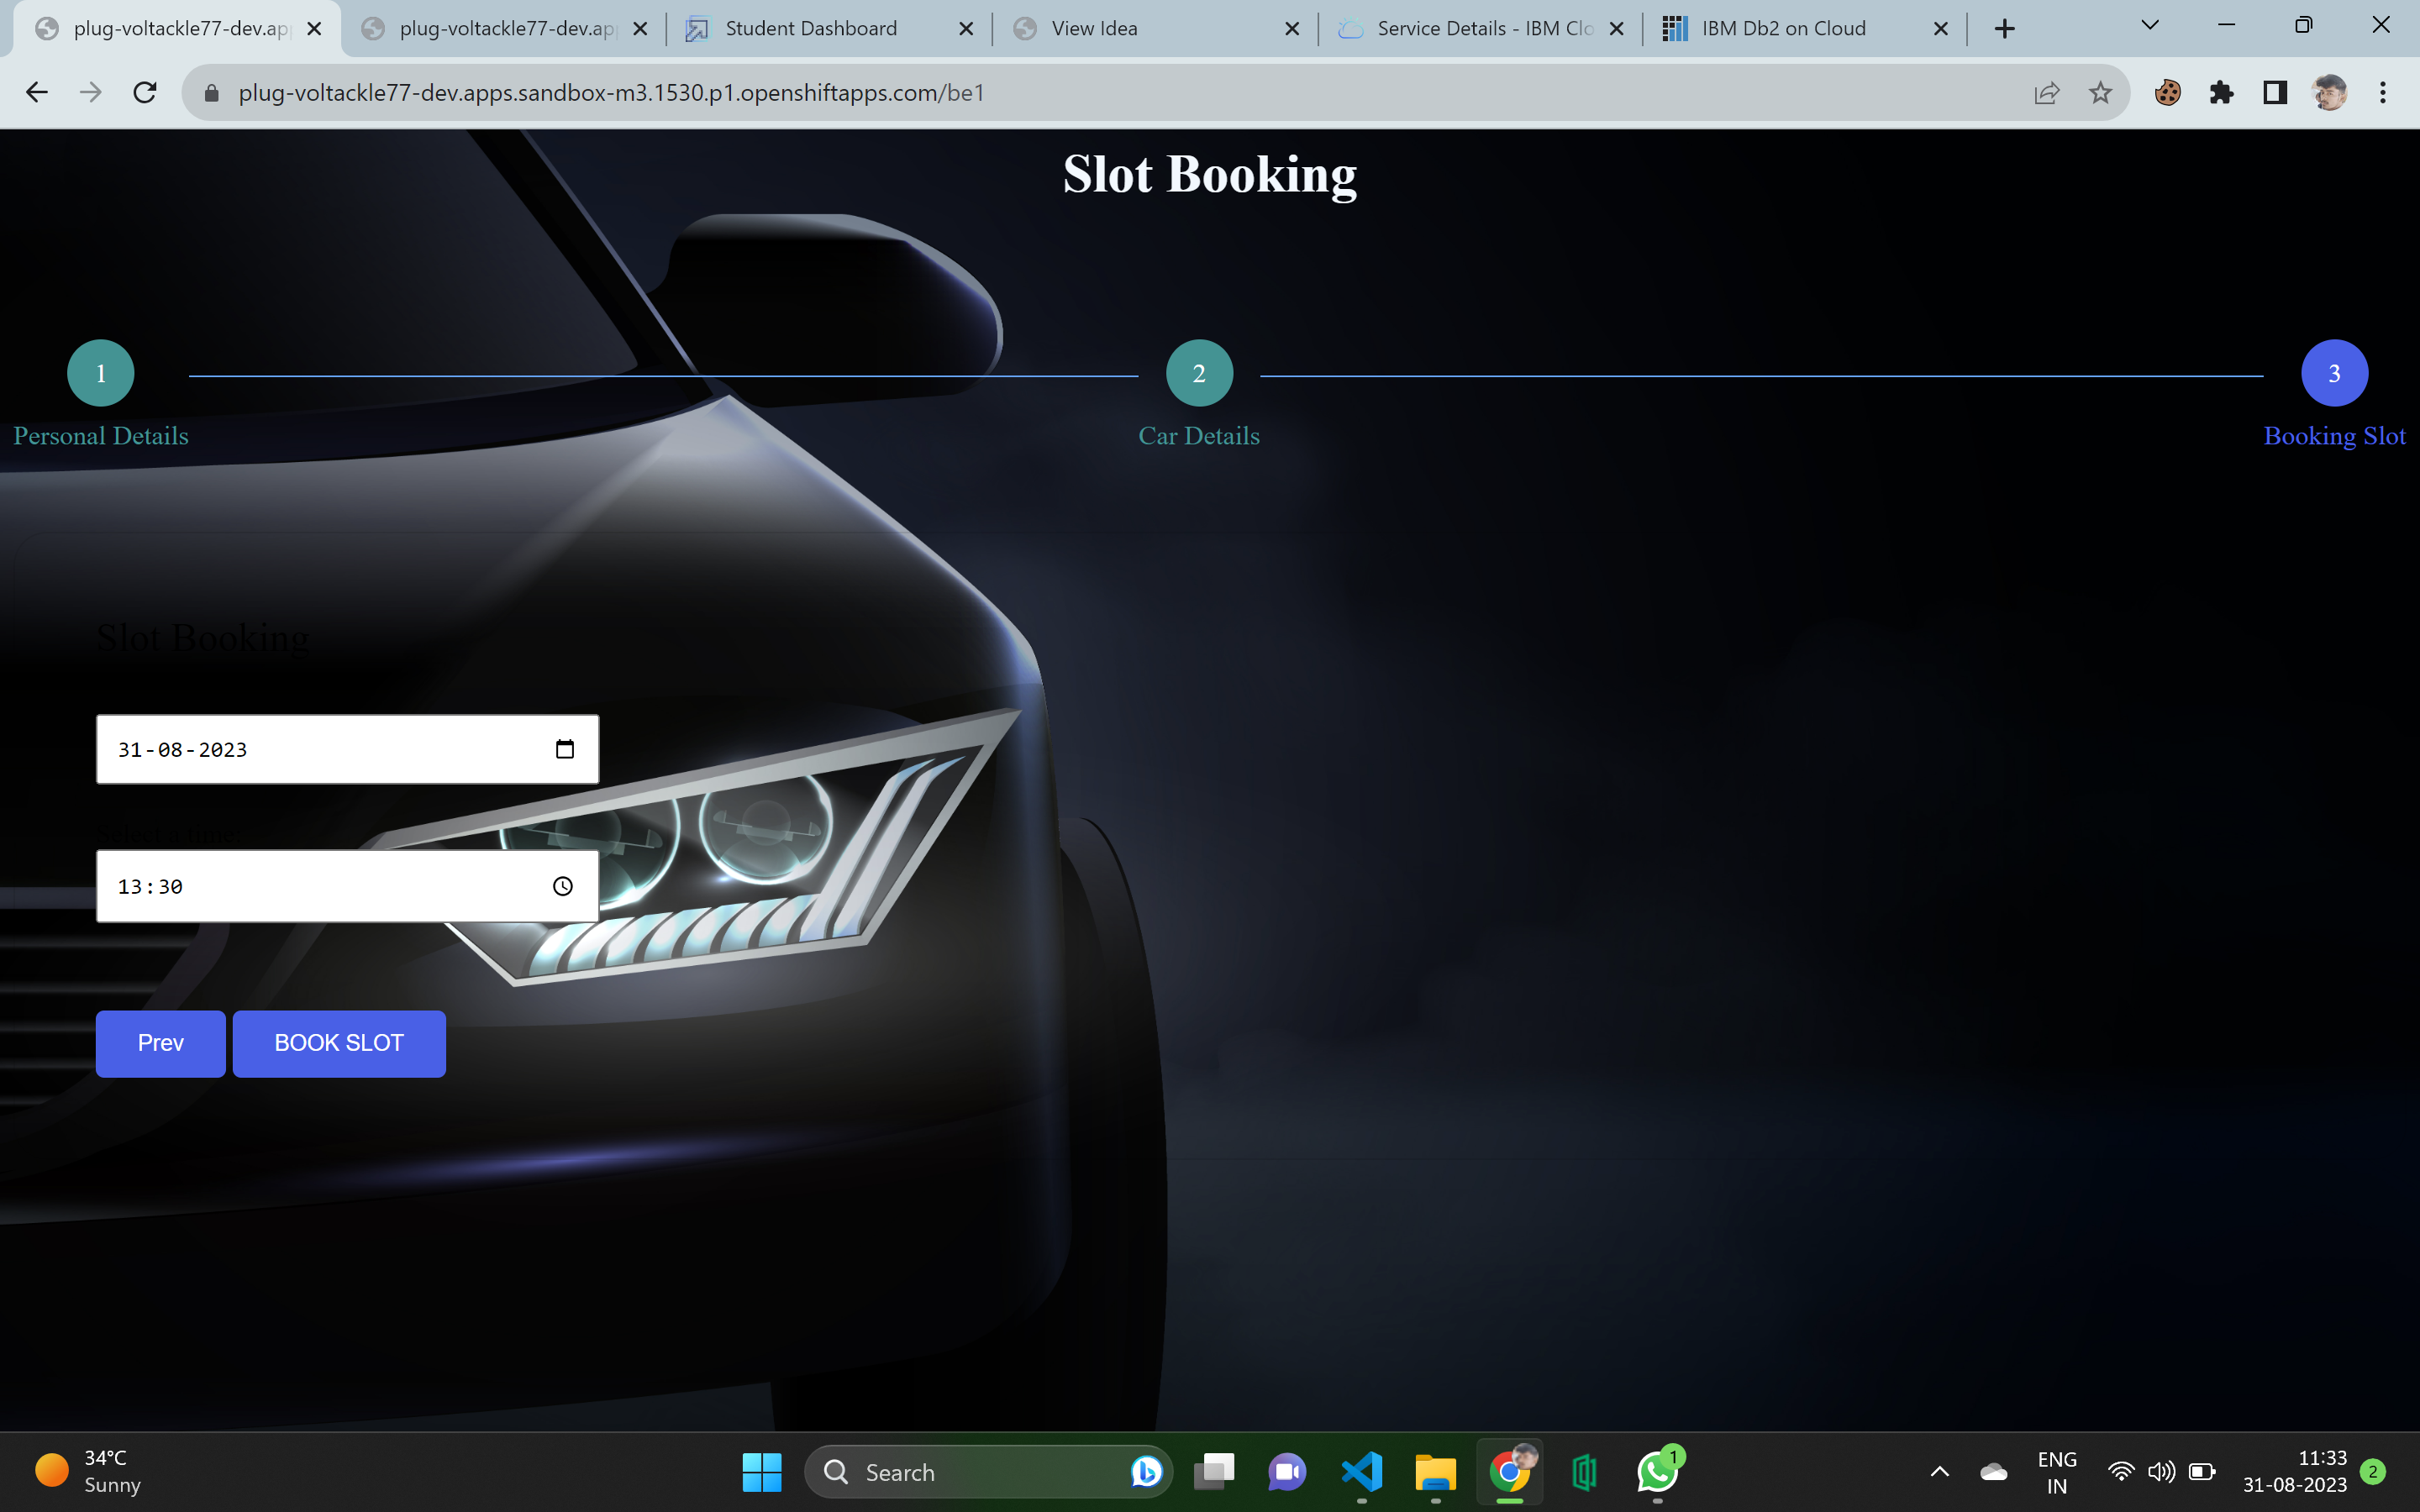 plug-voltackle77-dev.ap
plug-voltackle77-dev.ap
Student Dashboard
View Idea
Service Details - IBM Clo
IBM Db2 on Cloud
plug-voltackle77-dev.apps.sandbox-m3.1530.p1.openshiftapps.com/be1
Slot Booking
1
2
3
Personal Details
Car Details
Booking Slot
Slot Booking
31-08-2023
Select a time
13:30
Prev
BOOK SLOT
34°C
Sunny
Search
1
ENG
IN
11:33
31-08-2023
2